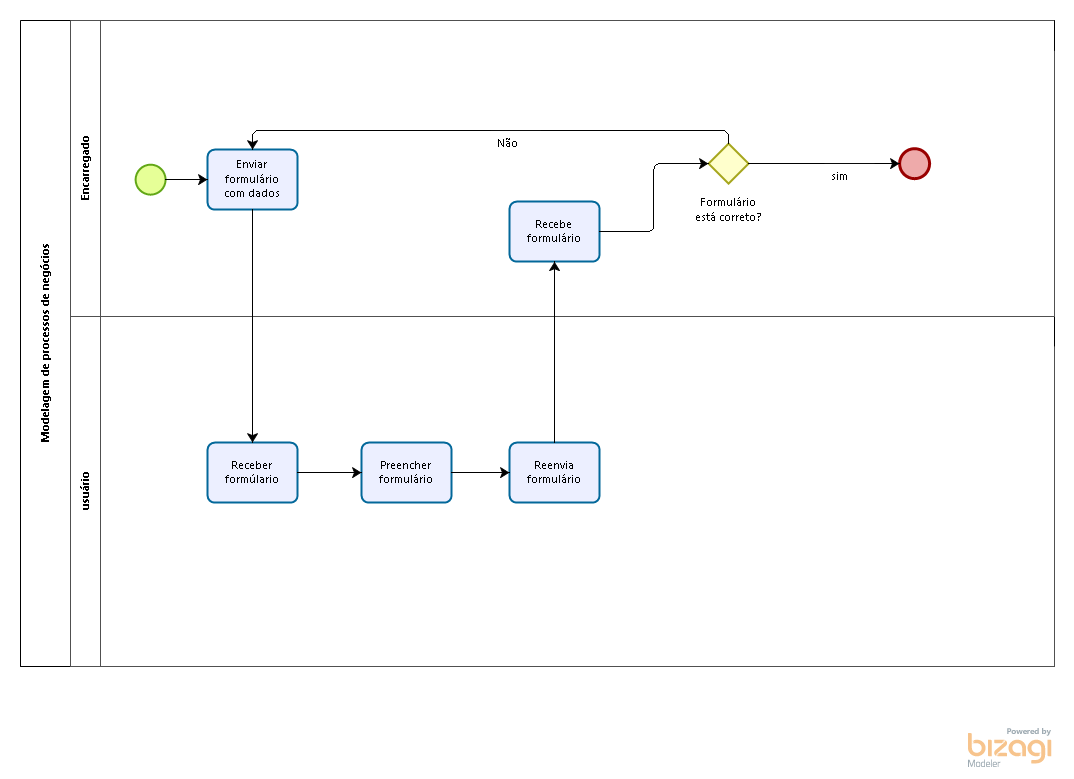 Modelagem de processos de negócios
Encarregado
Enviar
formulário
com dados
Não
Recebe
formulário
Formulário
está correto?
sim
usuário
Receber
formúlario
Preencher
formulário
Reenvia
formulário
Powered by
bizagi
Modeler